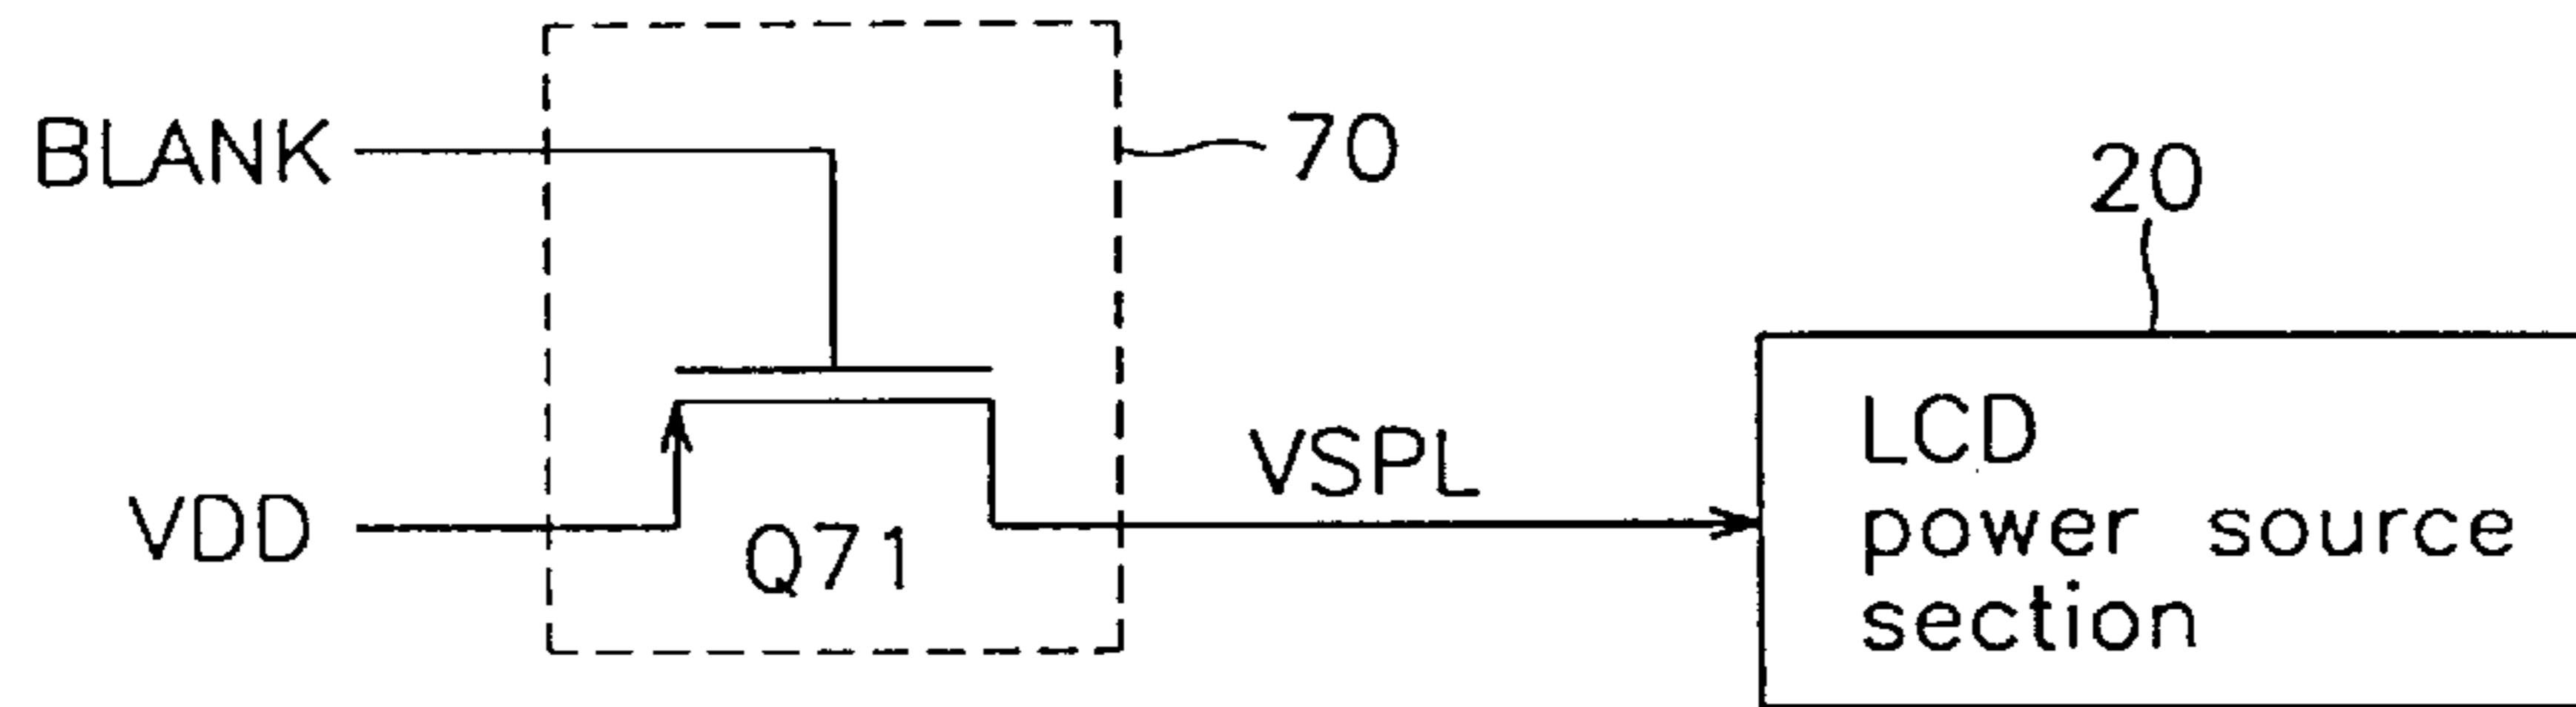 BLANK
70
20
VDD
Q71
VSPL
LCD
power source
section